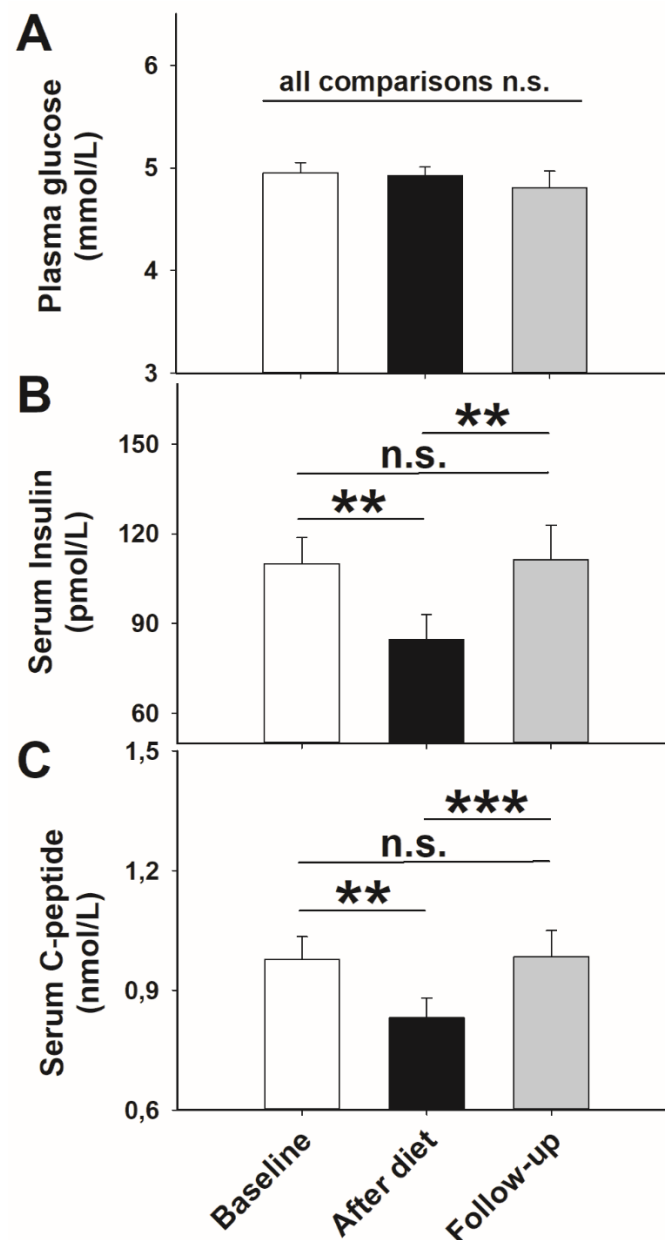 A
Plasma glucose
(mmol/L)
6
5
4
3
all comparisons n.s.
B
Serum Insulin
(pmol/L)
150
120
90
60
**
n.s.
**
C
Serum C-peptide
(nmol/L)
1,5
1,2
0,9
0,6
***
n.s.
**
Baseline
After diet
Follow-up